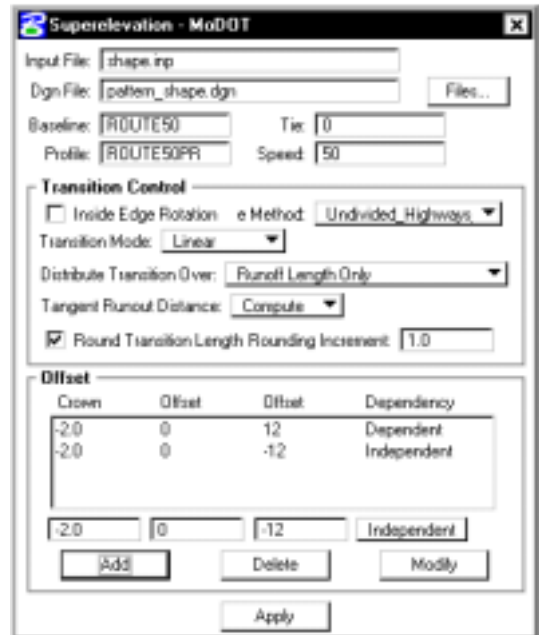 Superelevation - MoDOT
Input File: shape.inp
Dgn File: pattern_shape.dgn Files...
Baseline: ROUTE50 Tie: 0
Profile: ROUTE50PR Speed: 50
Transition Control
Inside Edge Rotation e Method: Undivided_Highways_
Transition Mode: Linear
Distribute Transition Over: Runoff Length Only
Tangent Runout Distance: Compute
Round Transition Length Rounding Increment: 1.0
Offset
Crown Offset Offset Dependency
-2.0 0 12 Dependent
-2.0 0 -12 Independent
-2.0 0 -12 Independent
Add Delete Modify
Apply